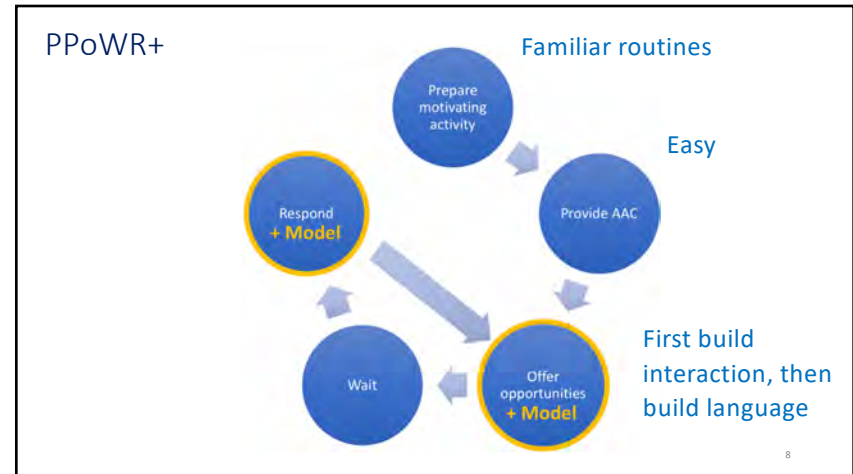 PPoWR+
Familiar routines
Prepare
motivating
activity
Easy
Provide AAC
Respond
+ Model
First build
interaction, then
build language
Offer
opportunities
+ Model
Wait
8